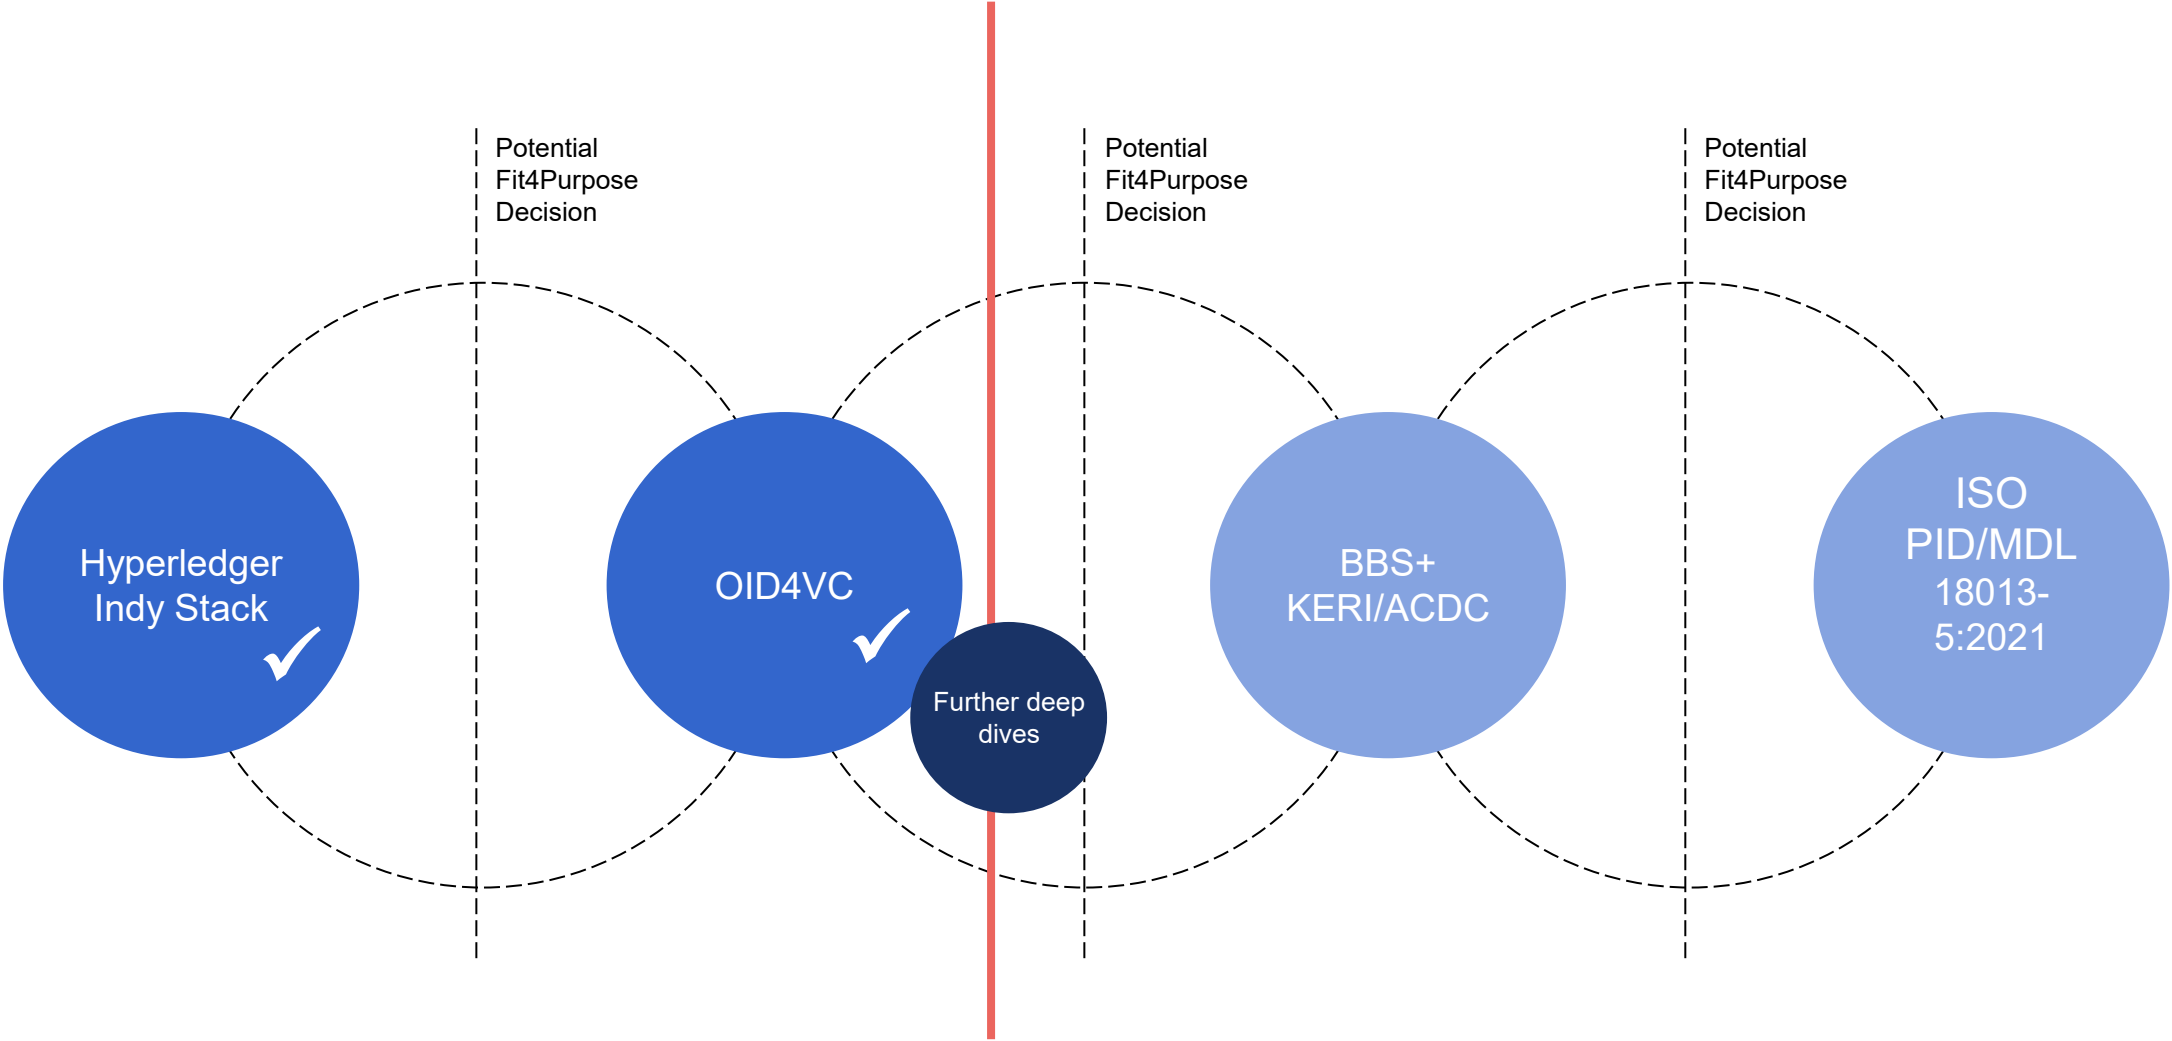 Potential
Fit4Purpose
Decision
Potential
Fit4Purpose
Decision
Potential
Fit4Purpose
Decision
Hyperledger
Indy Stack
OID4VC
Further deep
dives
BBS+
KERI/ACDC
ISO
PID/MDL
18013-
5:2021